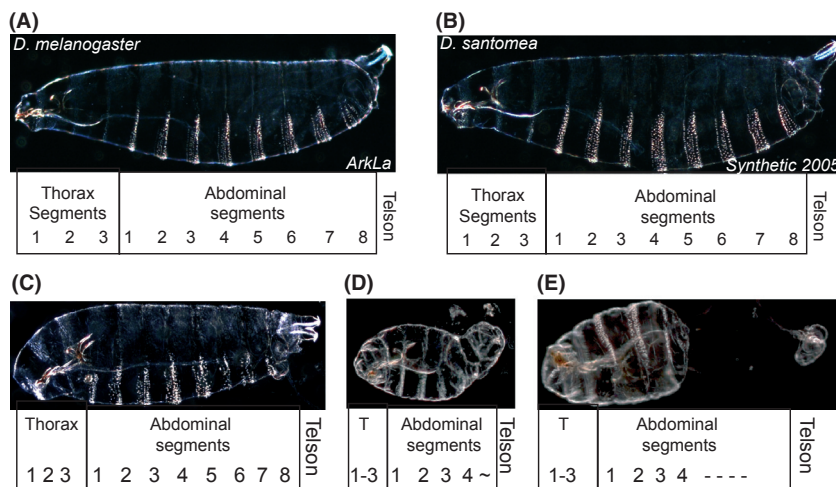 (A)
D. melanogaster
ArkLa
Thorax
Segments
1 2 3
Abdominal
segments
1 2 3 4 5 6 7 8
Telson
(B)
D. santomea
Synthetic 2005
Thorax
Segments
1 2 3
Abdominal
segments
1 2 3 4 5 6 7 8
Telson
(C)
Thorax
1 2 3
Abdominal
segments
1 2 3 4 5 6 7 8
Telson
(D)
T
1-3
Abdominal
segments
1 2 3 4 ~
Telson
(E)
T
1-3
Abdominal
segments
1 2 3 4 - - - -
Telson